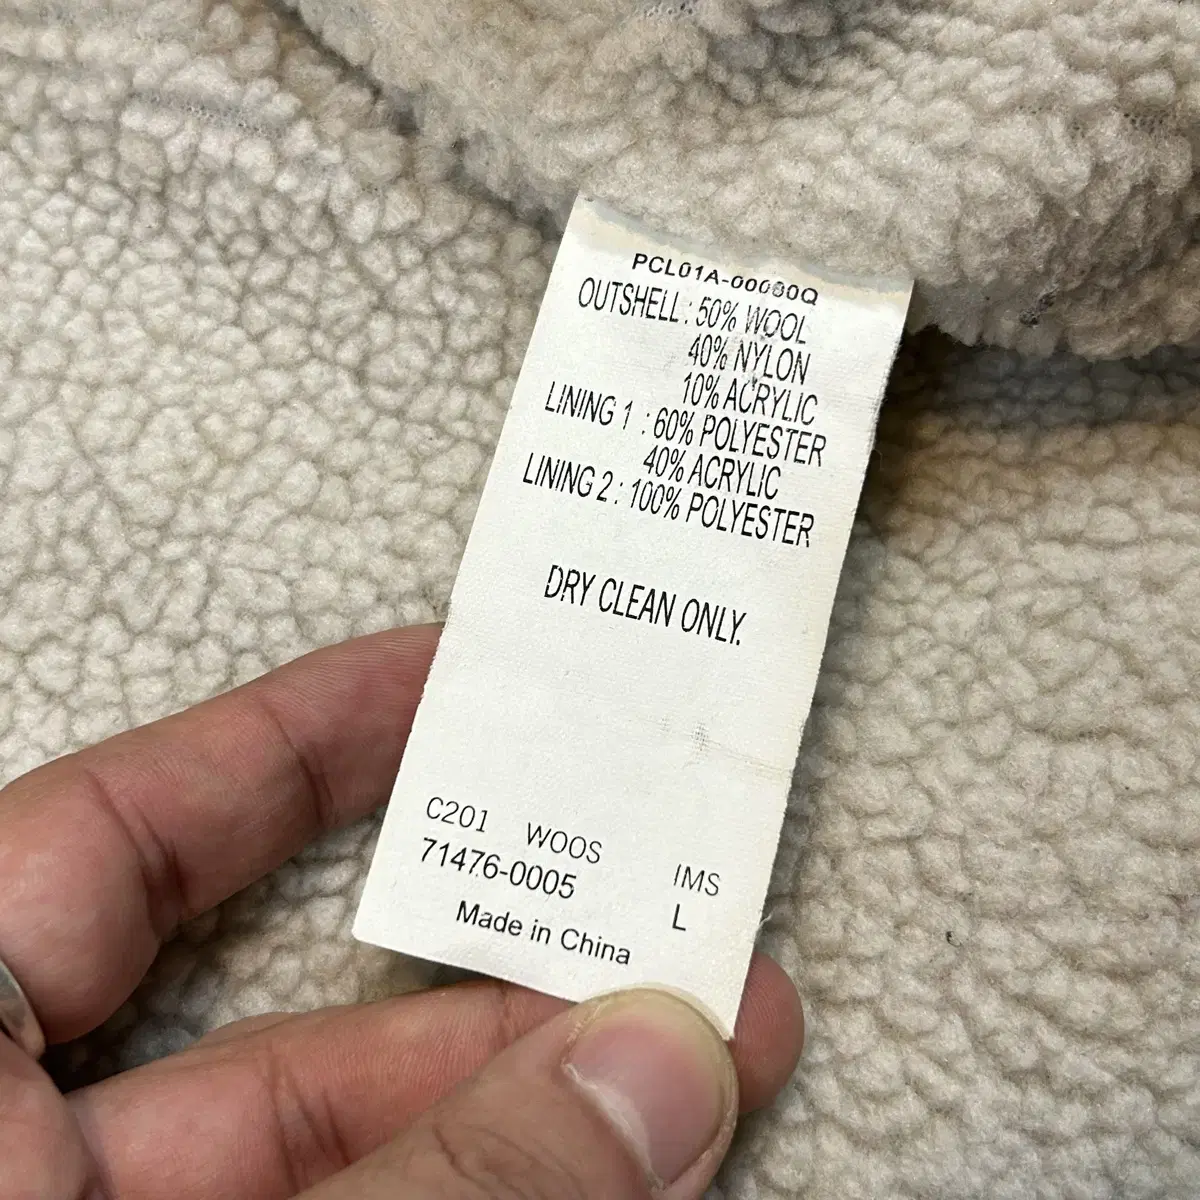 PCL01A-00080Q
OUTSHELL : 50% WOOL
40% NYLON
10% ACRYLIC
LINING 1 : 60% POLYESTER
40% ACRYLIC
LINING 2 : 100% POLYESTER
DRY CLEAN ONLY.
C201 WOOS IMS
71476-0005 L
Made in China